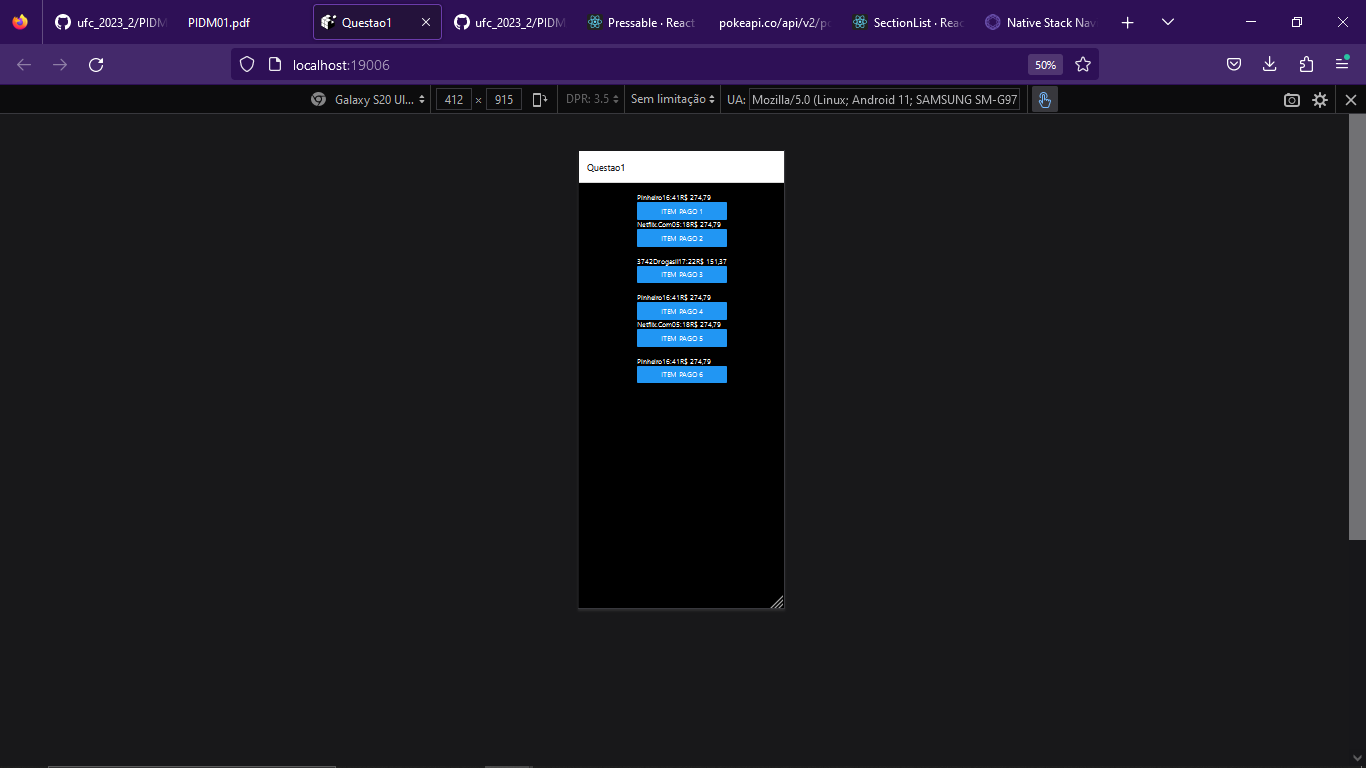 ufc_2023_2/PIDM
PIDM01.pdf
Questao1
ufc_2023_2/PIDM
Pressable · React
pokeapi.co/api/v2/po
SectionList · Reac
Native Stack Nav
localhost:19006
50%
Galaxy S20 Ul...
412 × 915
DPR: 3.5
Sem limitação
UA: Mozilla/5.0 (Linux; Android 11; SAMSUNG SM-G97
Questao1
Pinheiro16:41R$ 274,79
ITEM PAGO 1
Netflix.Com05:18R$ 274,79
ITEM PAGO 2
3742Drogasil17:22R$ 151,37
ITEM PAGO 3
Pinheiro16:41R$ 274,79
ITEM PAGO 4
Netflix.Com05:18R$ 274,79
ITEM PAGO 5
Pinheiro16:41R$ 274,79
ITEM PAGO 6